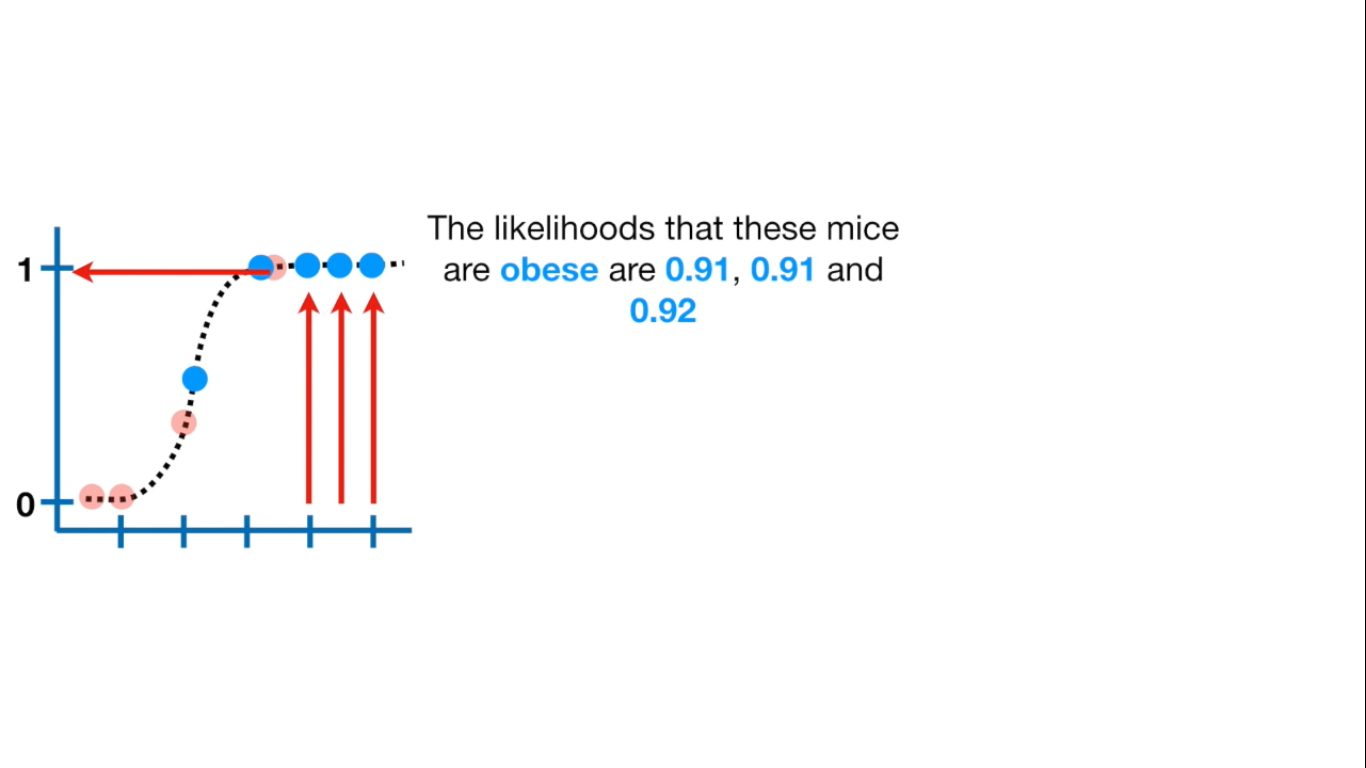 The likelihoods that these mice
are obese are 0.91, 0.91 and
0.92
1
0